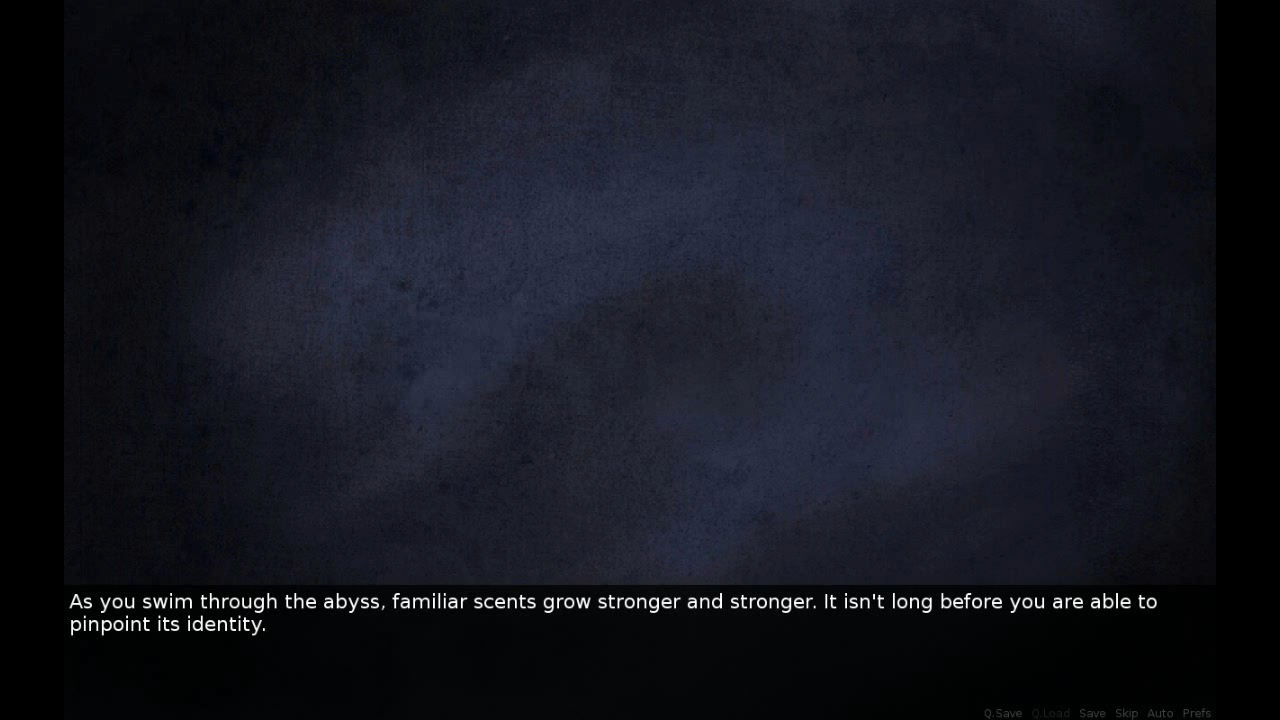 As you swim through the abyss, familiar scents grow stronger and stronger. It isn't long before you are able to
pinpoint its identity.
Q.Save Q.Load Save Skip Auto Prefs